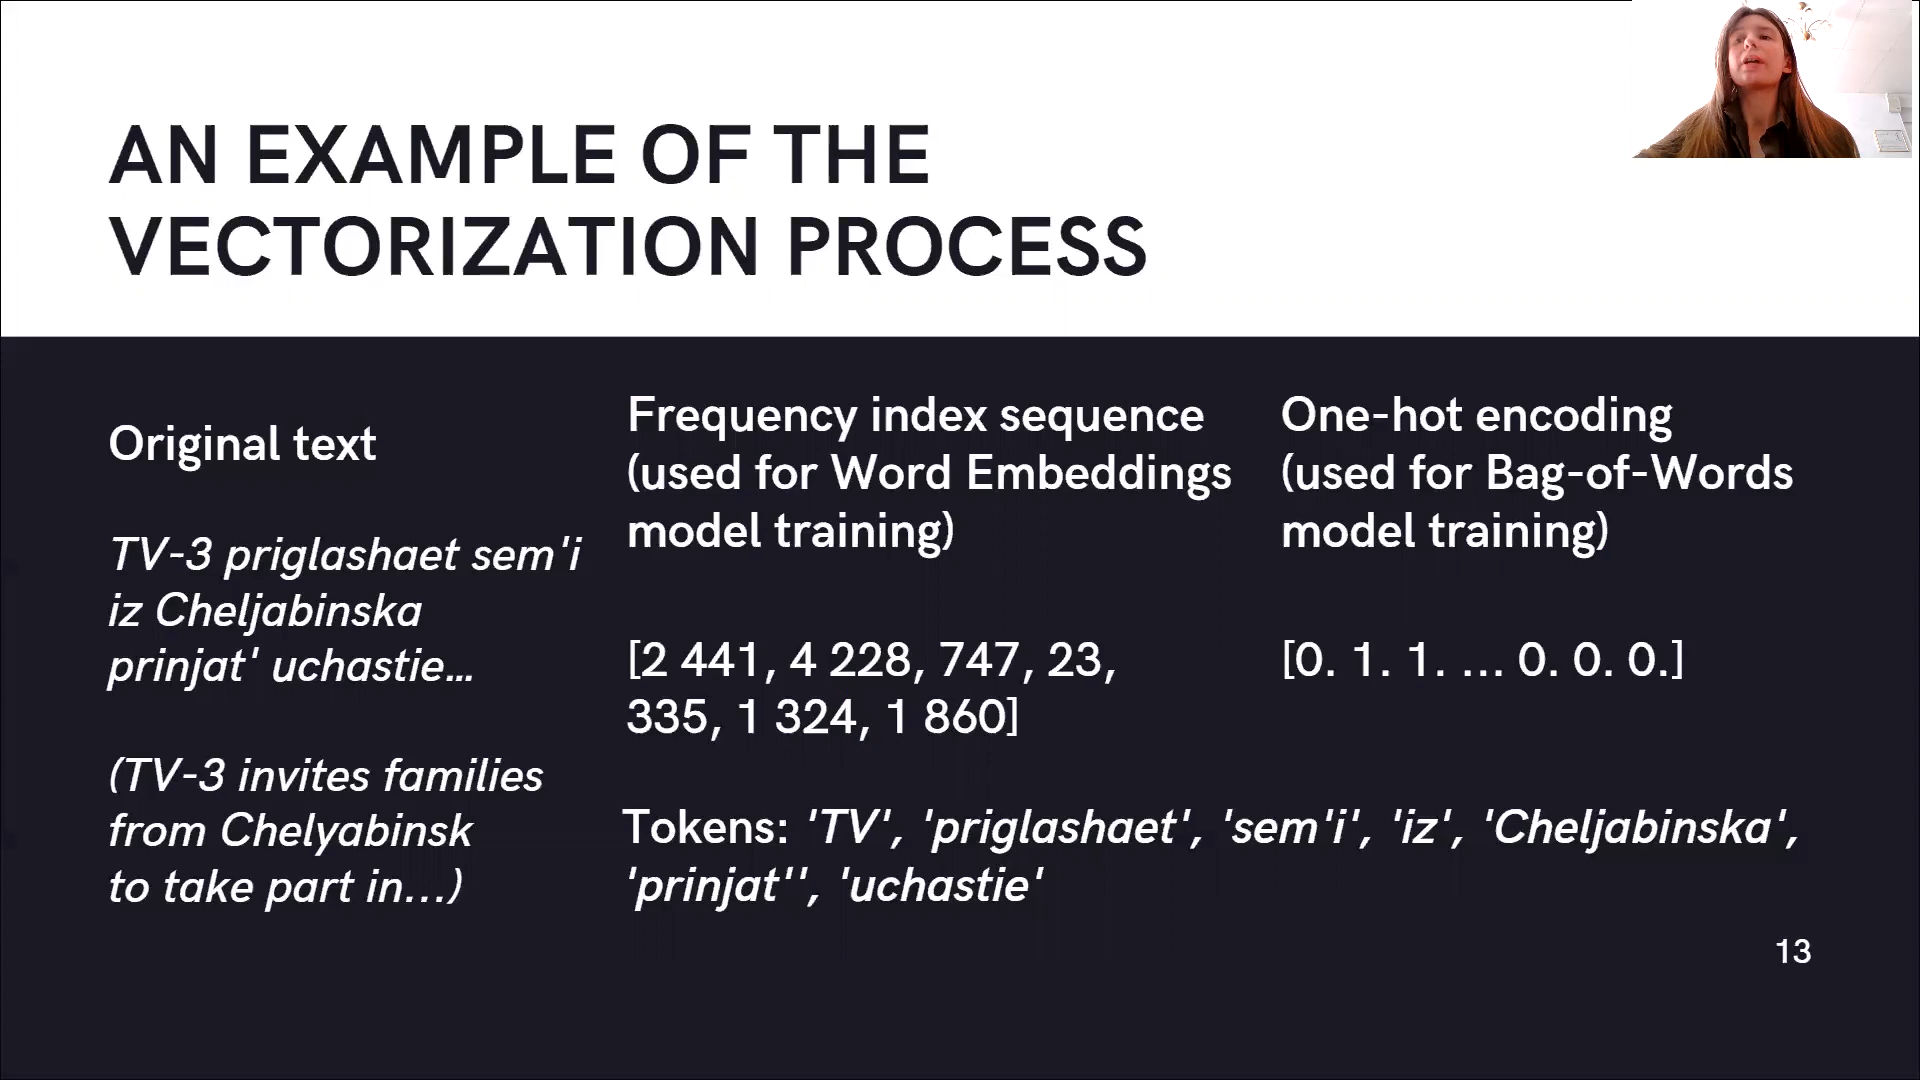 AN EXAMPLE OF THE
VECTORIZATION PROCESS
Original text
TV-3 priglashaet sem'i
iz Cheljabinska
prinjat' uchastie...
(TV-3 invites families
from Chelyabinsk
to take part in...)
Frequency index sequence
(used for Word Embeddings
model training)
[2 441, 4 228, 747, 23,
335, 1 324, 1 860]
One-hot encoding
(used for Bag-of-Words
model training)
[0. 1. 1. ... 0. 0. 0.]
Tokens: 'TV', 'priglashaet', 'sem'i', 'iz', 'Cheljabinska',
'prinjat'', 'uchastie'
13